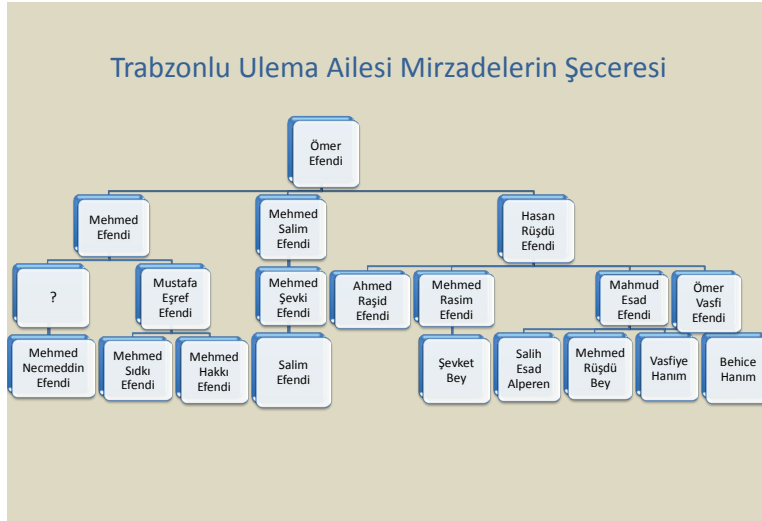 Trabzonlu Ulema Ailesi Mirzadelerin Şeceresi
Ömer
Efendi
Mehmed
Efendi
Mehmed
Salim
Efendi
Hasan
Rüşdü
Efendi
?
Mustafa
Eşref
Efendi
Mehmed
Şevki
Efendi
Ahmed
Raşid
Efendi
Mehmed
Rasim
Efendi
Mahmud
Esad
Efendi
Ömer
Vasfi
Efendi
Mehmed
Necmeddin
Efendi
Mehmed
Sıdkı
Efendi
Mehmed
Hakkı
Efendi
Salim
Efendi
Şevket
Bey
Salih
Esad
Alperen
Mehmed
Rüşdü
Bey
Vasfiye
Hanım
Behice
Hanım